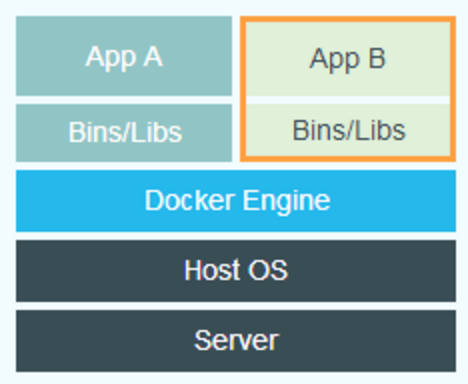 App A
App B
Bins/Libs
Bins/Libs
Docker Engine
Host OS
Server